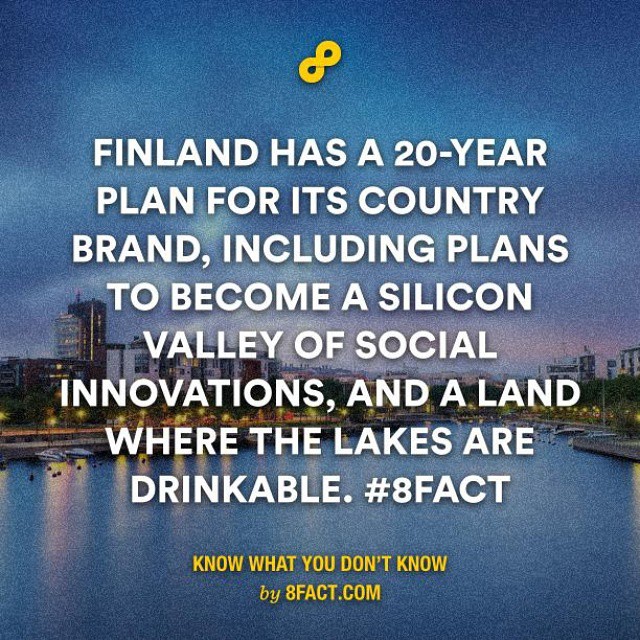 FINLAND HAS A 20-YEAR
PLAN FOR ITS COUNTRY
BRAND, INCLUDING PLANS
TO BECOME A SILICON
VALLEY OF SOCIAL
INNOVATIONS, AND A LAND
WHERE THE LAKES ARE
DRINKABLE. #8FACT
KNOW WHAT YOU DON'T KNOW
by 8FACT.COM